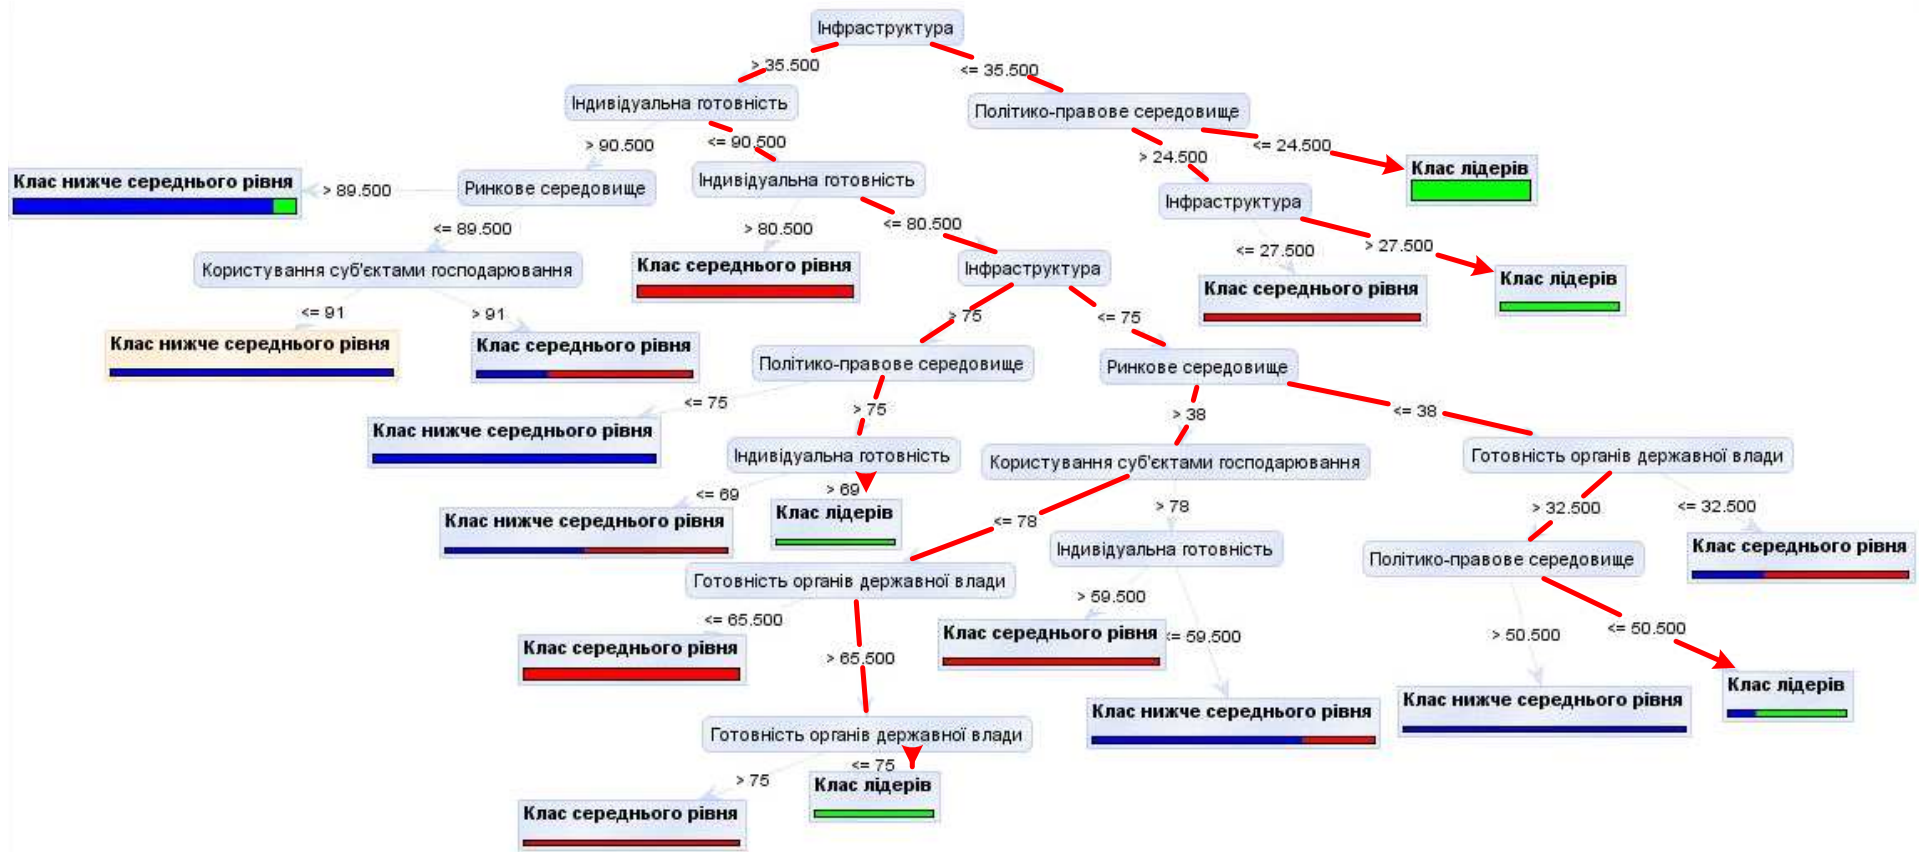 Інфраструктура
> 35.500
<= 35.500
Індивідуальна готовність
Політико-правове середовище
> 90.500
<= 90.500
> 24.500
<= 24.500
Клас нижче середнього рівня
> 89.500
Ринкове середовище
Індивідуальна готовність
Інфраструктура
Клас лідерів
<= 89.500
> 80.500
<= 80.500
<= 27.500
> 27.500
Користування суб'єктами господарювання
Клас середнього рівня
Інфраструктура
Клас середнього рівня
Клас лідерів
<= 91
> 91
> 75
<= 75
Клас нижче середнього рівня
Клас середнього рівня
Політико-правове середовище
Ринкове середовище
<= 75
> 75
> 38
<= 38
Клас нижче середнього рівня
Індивідуальна готовність
Користування суб'єктами господарювання
Готовність органів державної влади
<= 69
> 69
<= 78
> 78
> 32.500
<= 32.500
Клас нижче середнього рівня
Клас лідерів
Індивідуальна готовність
Політико-правове середовище
Клас середнього рівня
Готовність органів державної влади
<= 65.500
> 65.500
> 59.500
<= 59.500
> 50.500
<= 50.500
Клас середнього рівня
Клас середнього рівня
Клас нижче середнього рівня
Клас нижче середнього рівня
Клас лідерів
Готовність органів державної влади
> 75
<= 75
Клас середнього рівня
Клас лідерів